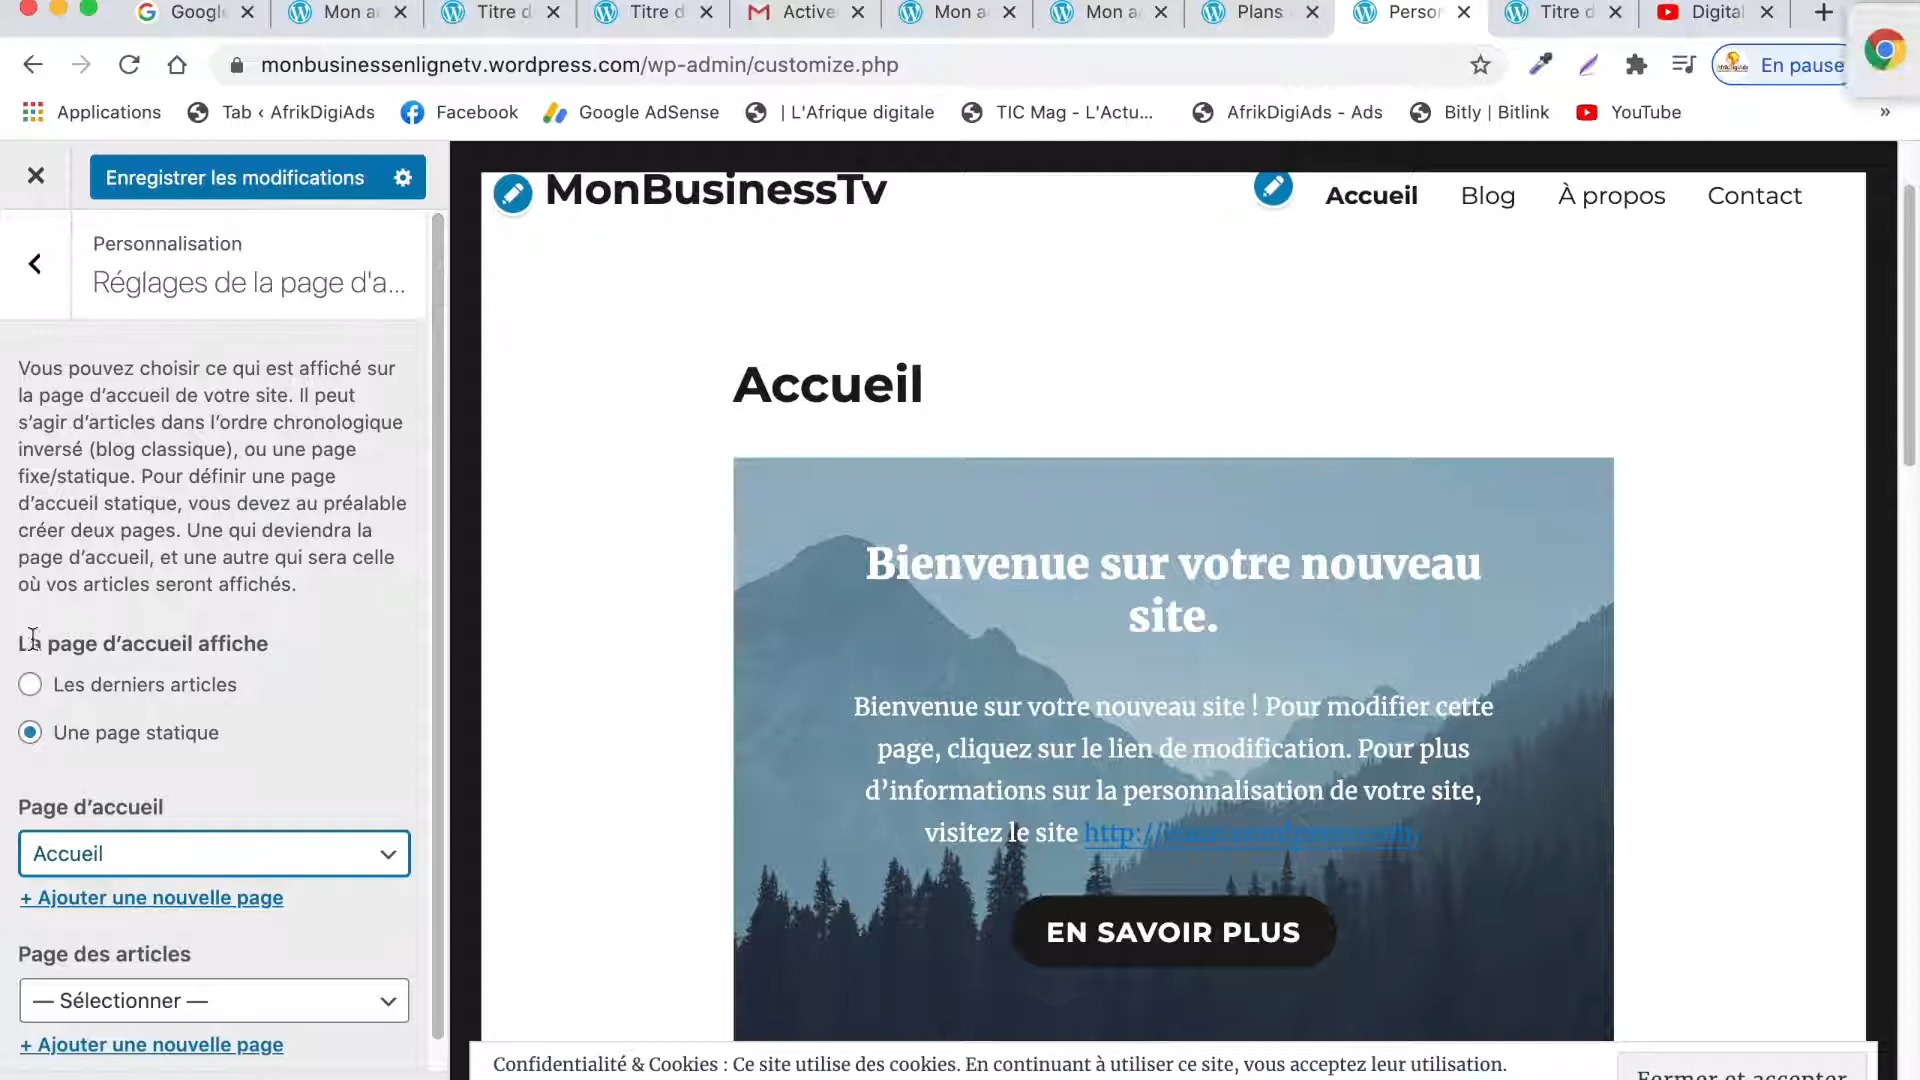 Google
Mon a
Titre d
Titre d
Active
Mon a
Mon a
Plans
Person
Titre d
Digital
monbusinessenlignetv.wordpress.com/wp-admin/customize.php
En pause
Applications
Tab ‹ AfrikDigiAds
Facebook
Google AdSense
| L'Afrique digitale
TIC Mag - L'Actu...
AfrikDigiAds - Ads
Bitly | Bitlink
YouTube
»
Enregistrer les modifications
Personnalisation
Réglages de la page d'a...
Vous pouvez choisir ce qui est affiché sur
la page d’accueil de votre site. Il peut
s’agir d’articles dans l’ordre chronologique
inversé (blog classique), ou une page
fixe/statique. Pour définir une page
d’accueil statique, vous devez au préalable
créer deux pages. Une qui deviendra la
page d’accueil, et une autre qui sera celle
où vos articles seront affichés.
La page d’accueil affiche
Les derniers articles
Une page statique
Page d’accueil
Accueil
+ Ajouter une nouvelle page
Page des articles
— Sélectionner —
+ Ajouter une nouvelle page
MonBusinessTv
Accueil
Blog
À propos
Contact
Accueil
Bienvenue sur votre nouveau
site.
Bienvenue sur votre nouveau site ! Pour modifier cette
page, cliquez sur le lien de modification. Pour plus
d’informations sur la personnalisation de votre site,
visitez le site http://
EN SAVOIR PLUS
Confidentialité & Cookies : Ce site utilise des cookies. En continuant à utiliser ce site, vous acceptez leur utilisation.
Fermer et accepter